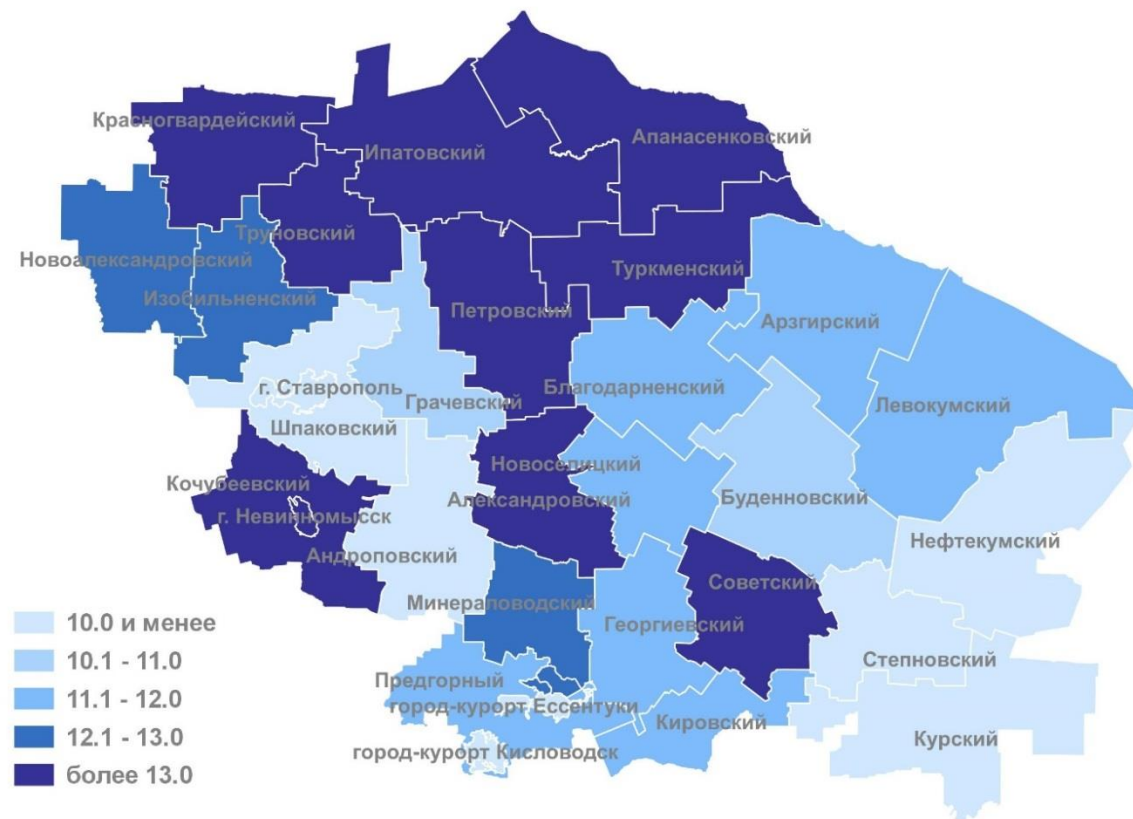 Красногвардейский
Ипатовский
Апанасенковский
Труновский
Новоалександровский
Изобильненский
Туркменский
Петровский
Арзгирский
г. Ставрополь
Грачевский
Благодарненский
Левокумский
Шпаковский
Новоселицкий
Кочубеевский
Александровский
Буденновский
г. Невинномысск
Андроповский
Нефтекумский
Советский
Минераловодский
Георгиевский
Степновский
Предгорный
город-курорт Ессентуки
Кировский
Курский
город-курорт Кисловодск
10.0 и менее
10.1 - 11.0
11.1 - 12.0
12.1 - 13.0
более 13.0